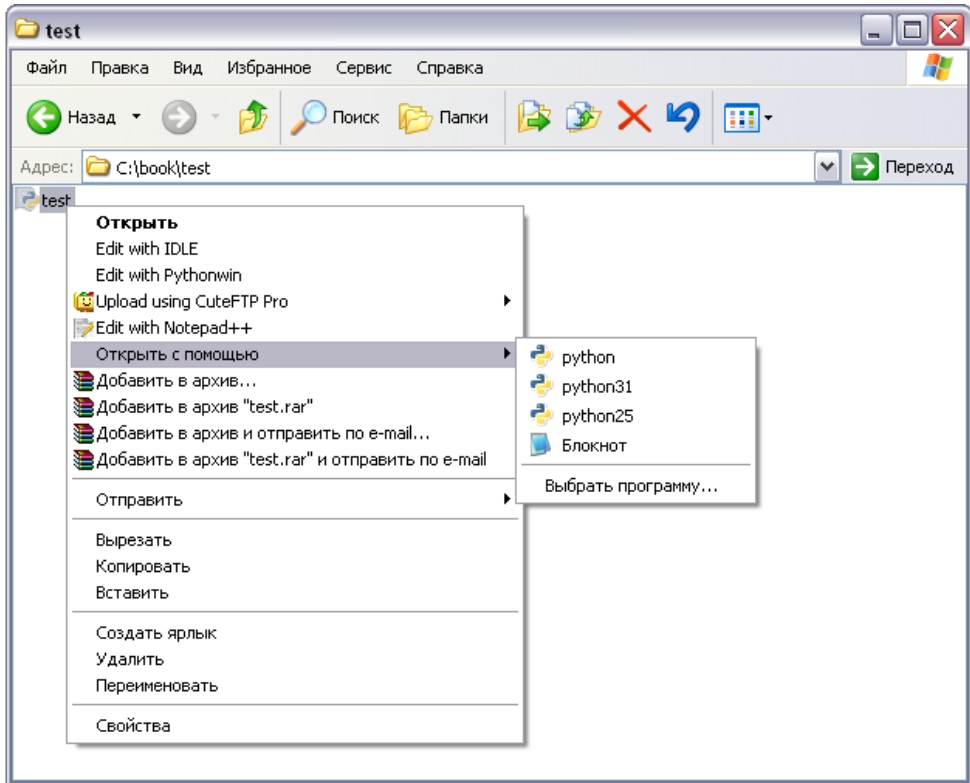 test
Файл Правка Вид Избранное Сервис Справка
Назад Поиск Папки
Адрес: C:\book\test Переход
test
Открыть
Edit with IDLE
Edit with Pythonwin
Upload using CuteFTP Pro
Edit with Notepad++
Открыть с помощью
Добавить в архив...
Добавить в архив "test.rar"
Добавить в архив и отправить по e-mail...
Добавить в архив "test.rar" и отправить по e-mail
Отправить
Вырезать
Копировать
Вставить
Создать ярлык
Удалить
Переименовать
Свойства
python
python31
python25
Блокнот
Выбрать программу...